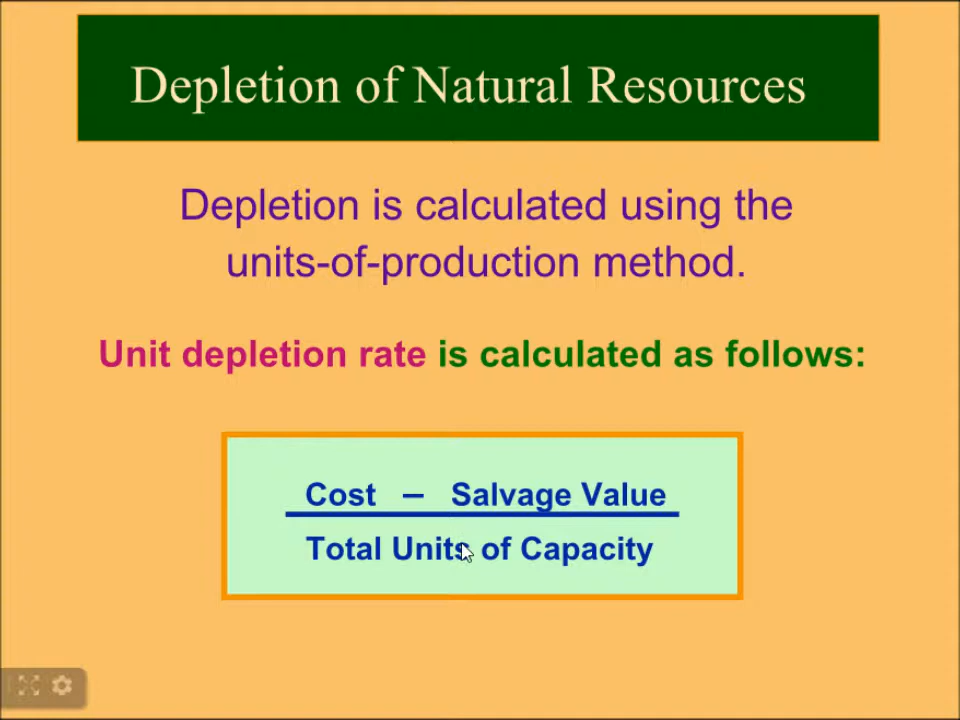 Depletion of Natural Resources
Depletion is calculated using the
units-of-production method.
Unit depletion rate is calculated as follows:
Cost – Salvage Value
Total Units of Capacity